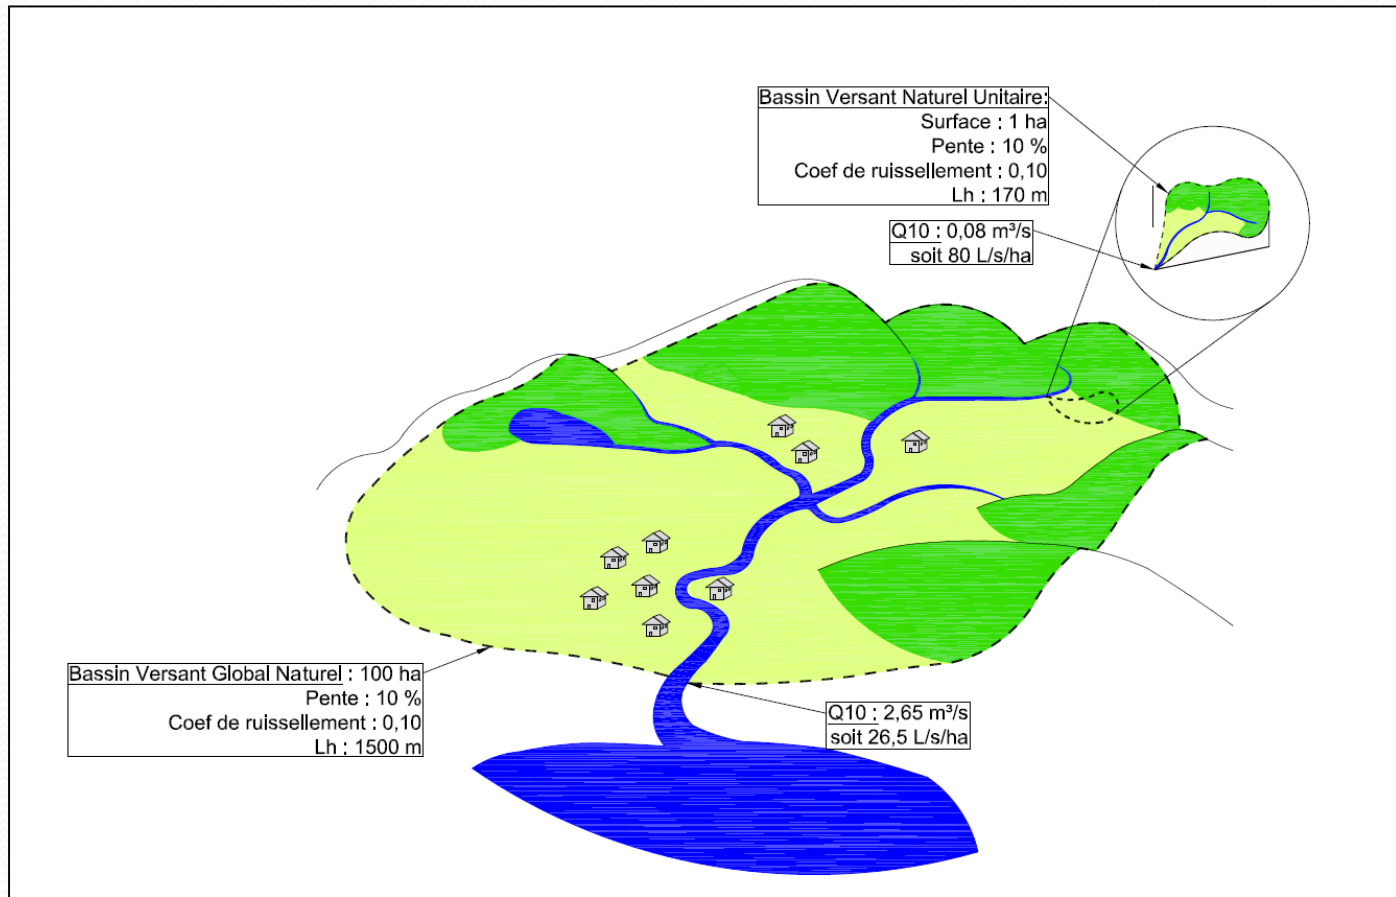 Bassin Versant Naturel Unitaire:
Surface : 1 ha
Pente : 10 %
Coef de ruissellement : 0,10
Lh : 170 m
Q10 : 0,08 m³/s
soit 80 L/s/ha
Bassin Versant Global Naturel : 100 ha
Pente : 10 %
Coef de ruissellement : 0,10
Lh : 1500 m
Q10 : 2,65 m³/s
soit 26,5 L/s/ha